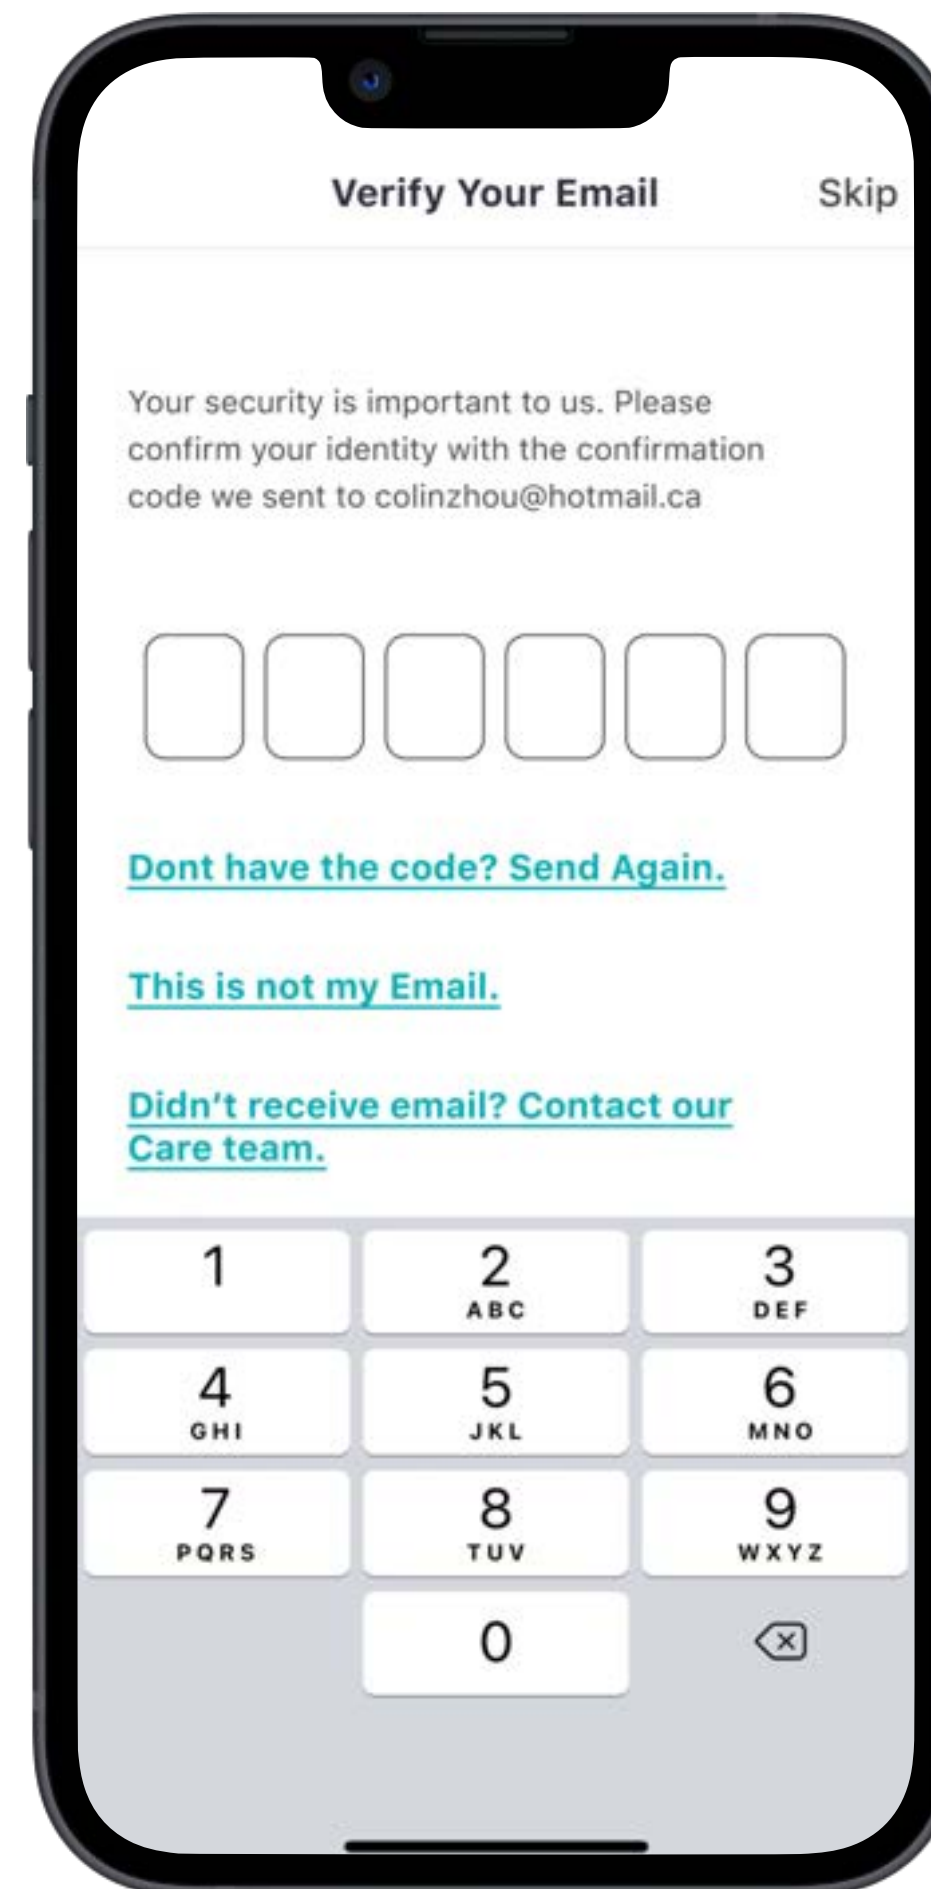 Verify Your Email
Skip
Your security is important to us. Please
confirm your identity with the confirmation
code we sent to colinzhou@hotmail.ca
Dont have the code? Send Again.
This is not my Email.
Didn't receive email? Contact our
Care team.
1
2
ABC
3
DEF
4
GHI
5
JKL
6
MNO
7
PQRS
8
TUV
9
WXYZ
0